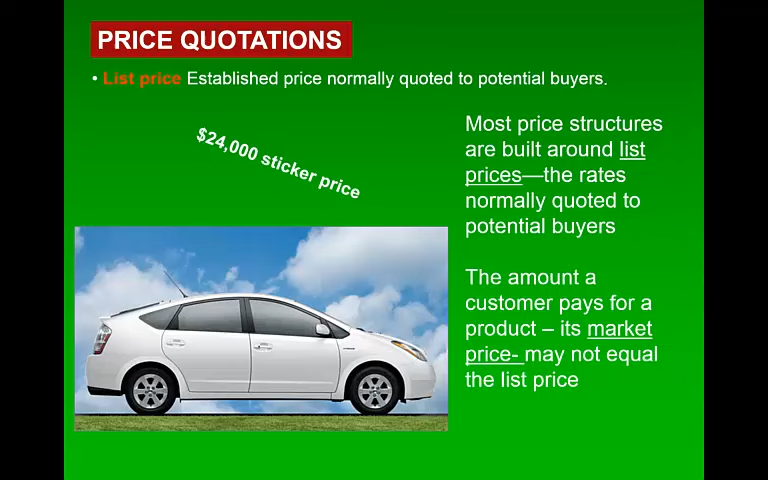 PRICE QUOTATIONS
• List price Established price normally quoted to potential buyers.
$24,000 sticker price
Most price structures
are built around list
prices—the rates
normally quoted to
potential buyers
The amount a
customer pays for a
product – its market
price- may not equal
the list price